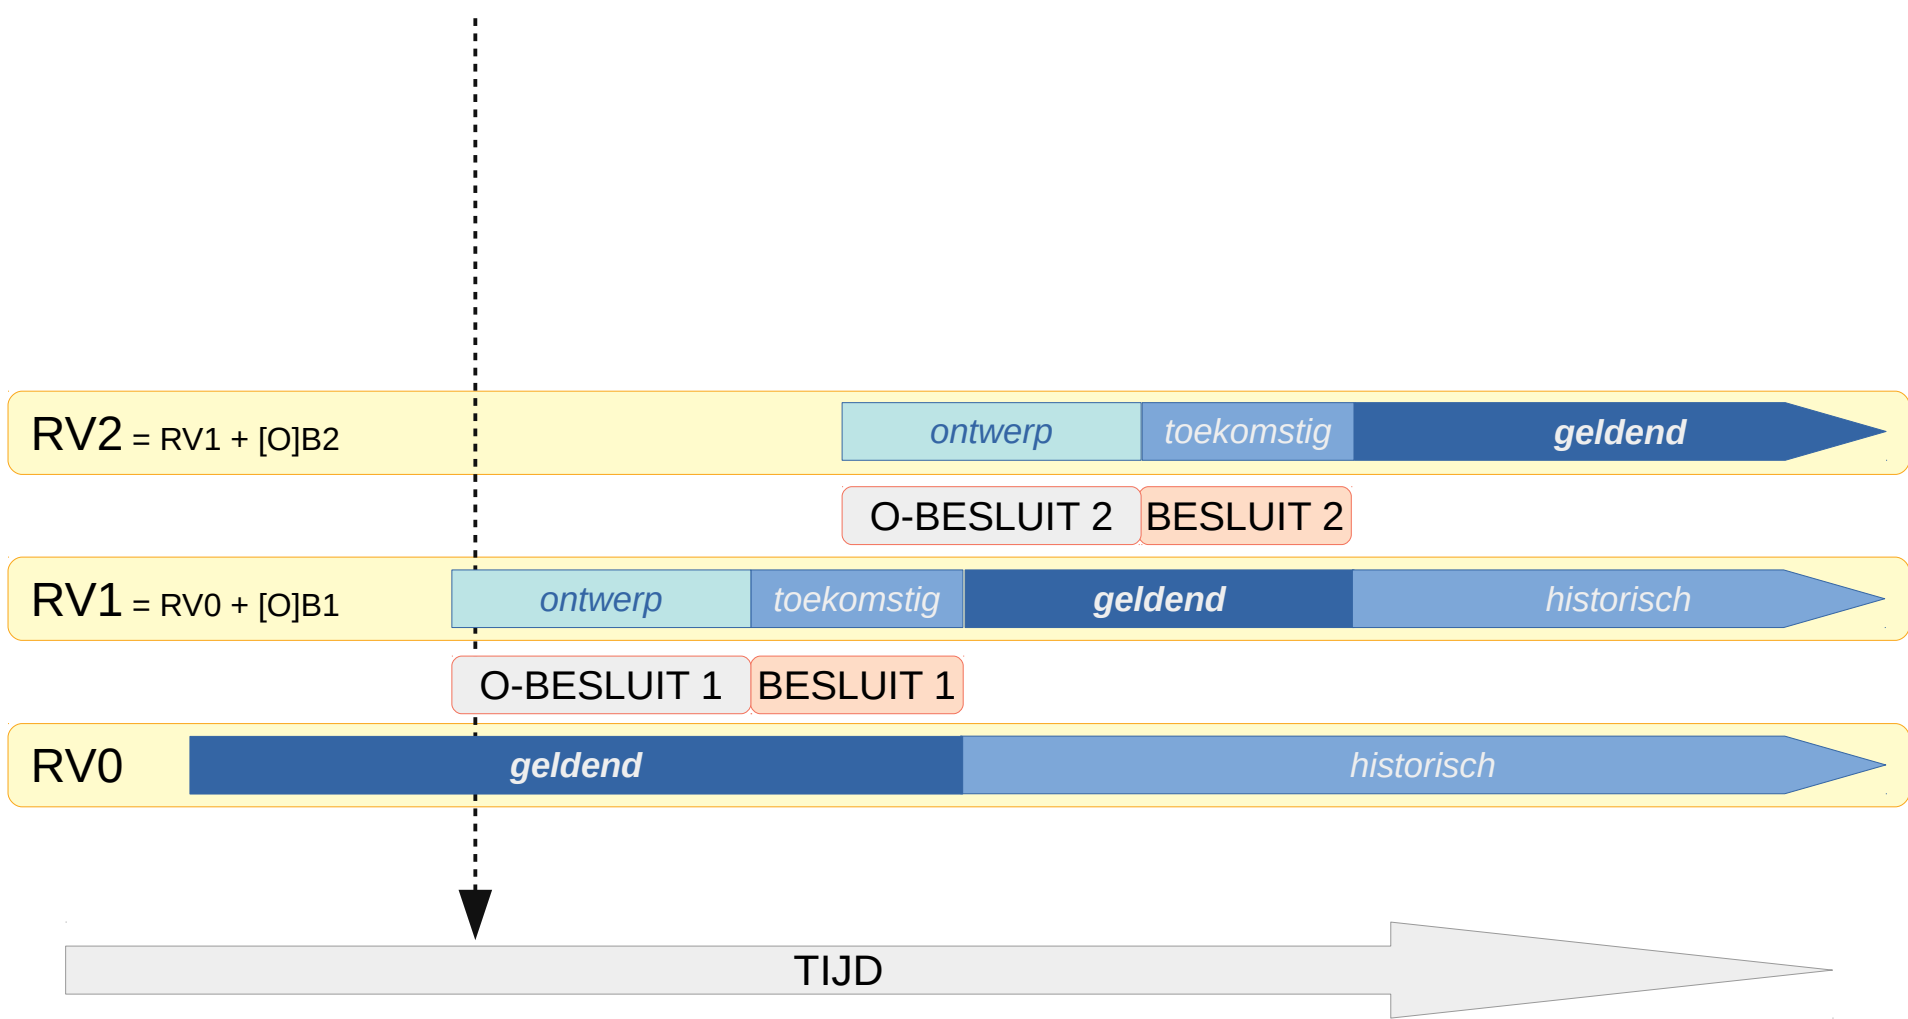 RV2 = RV1 + [O]B2
ontwerp
toekomstig
geldend
O-BESLUIT 2
BESLUIT 2
RV1 = RV0 + [O]B1
ontwerp
toekomstig
geldend
historisch
O-BESLUIT 1
BESLUIT 1
RV0
geldend
historisch
TIJD